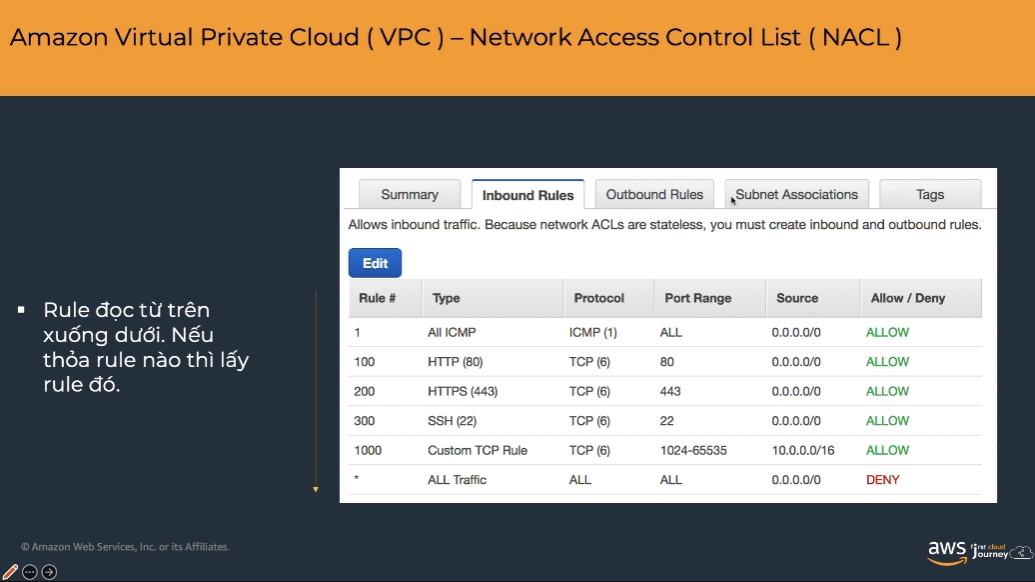 Amazon Virtual Private Cloud ( VPC ) – Network Access Control List ( NACL )
Summary Inbound Rules Outbound Rules Subnet Associations Tags
Allows inbound traffic. Because network ACLs are stateless, you must create inbound and outbound rules.
Edit
Rule # Type Protocol Port Range Source Allow / Deny
1 All ICMP ICMP (1) ALL 0.0.0.0/0 ALLOW
100 HTTP (80) TCP (6) 80 0.0.0.0/0 ALLOW
200 HTTPS (443) TCP (6) 443 0.0.0.0/0 ALLOW
300 SSH (22) TCP (6) 22 0.0.0.0/0 ALLOW
1000 Custom TCP Rule TCP (6) 1024-65535 10.0.0.0/16 ALLOW
* ALL Traffic ALL ALL 0.0.0.0/0 DENY
▪ Rule đọc từ trên
xuống dưới. Nếu
thỏa rule nào thì lấy
rule đó.
© Amazon Web Services, Inc. or its Affiliates.
aws first cloud
journey